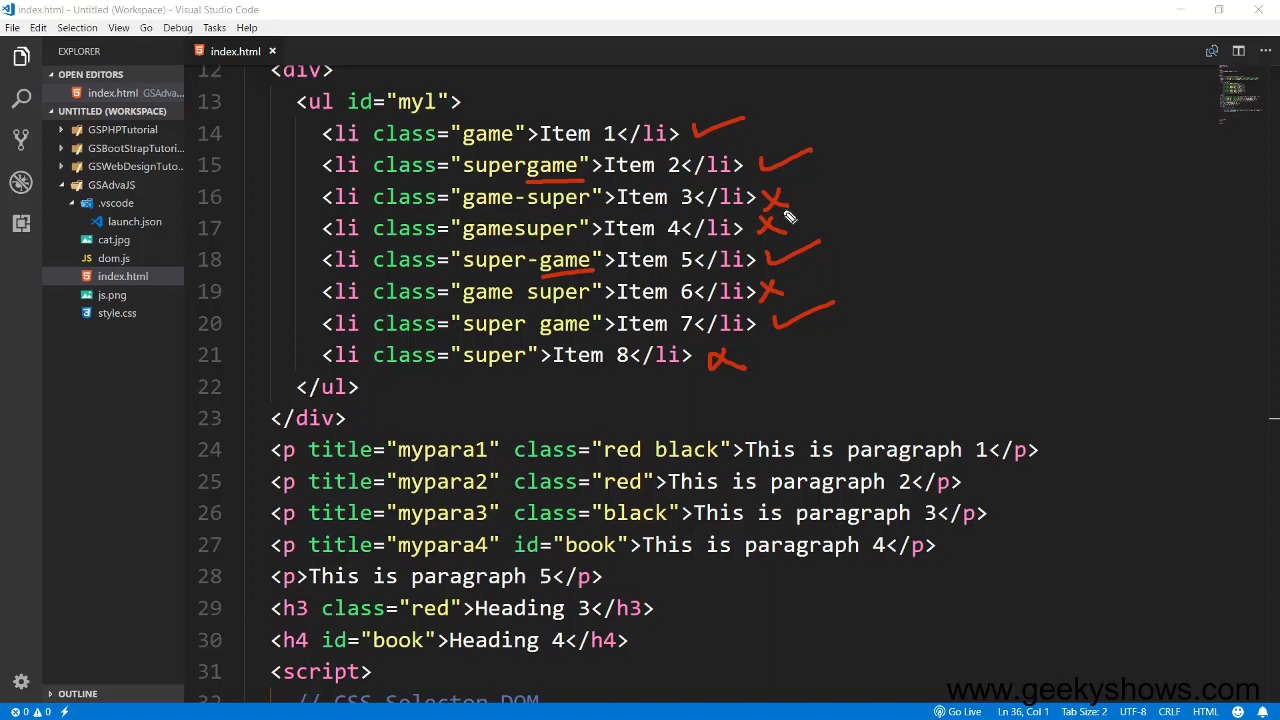 index.html - Untitled (Workspace) - Visual Studio Code
File Edit Selection View Go Debug Tasks Help
EXPLORER
OPEN EDITORS
index.html GSAdva...
UNTITLED (WORKSPACE)
GSPHPTutorial
GSBootStrapTutori...
GSWebDesignTuto...
GSAdvaJS
.vscode
launch.json
cat.jpg
JS dom.js
index.html
js.png
style.css
OUTLINE
index.html ×
12 <div>
13 <ul id="myl">
14 <li class="game">Item 1</li>
15 <li class="supergame">Item 2</li>
16 <li class="game-super">Item 3</li>
17 <li class="gamesuper">Item 4</li>
18 <li class="super-game">Item 5</li>
19 <li class="game super">Item 6</li>
20 <li class="super game">Item 7</li>
21 <li class="super">Item 8</li>
22 </ul>
23 </div>
24 <p title="mypara1" class="red black">This is paragraph 1</p>
25 <p title="mypara2" class="red">This is paragraph 2</p>
26 <p title="mypara3" class="black">This is paragraph 3</p>
27 <p title="mypara4" id="book">This is paragraph 4</p>
28 <p>This is paragraph 5</p>
29 <h3 class="red">Heading 3</h3>
30 <h4 id="book">Heading 4</h4>
31 <script>
32 // CSS Selector DOM
www.geekyshows.com
0 0 Go Live Ln 36, Col 1 Tab Size: 2 UTF-8 CRLF HTML